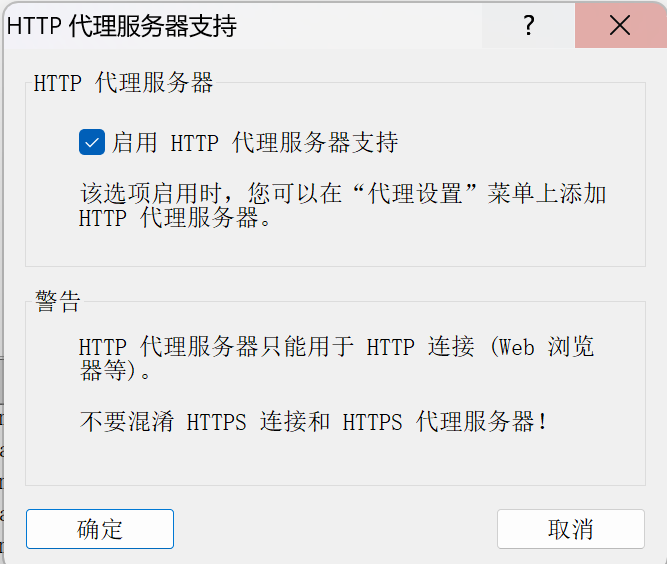 HTTP 代理服务器支持
?
HTTP 代理服务器
启用 HTTP 代理服务器支持
该选项启用时，您可以在“代理设置”菜单上添加
HTTP 代理服务器。
警告
HTTP 代理服务器只能用于 HTTP 连接 (Web 浏览
器等)。
不要混淆 HTTPS 连接和 HTTPS 代理服务器!
确定
取消